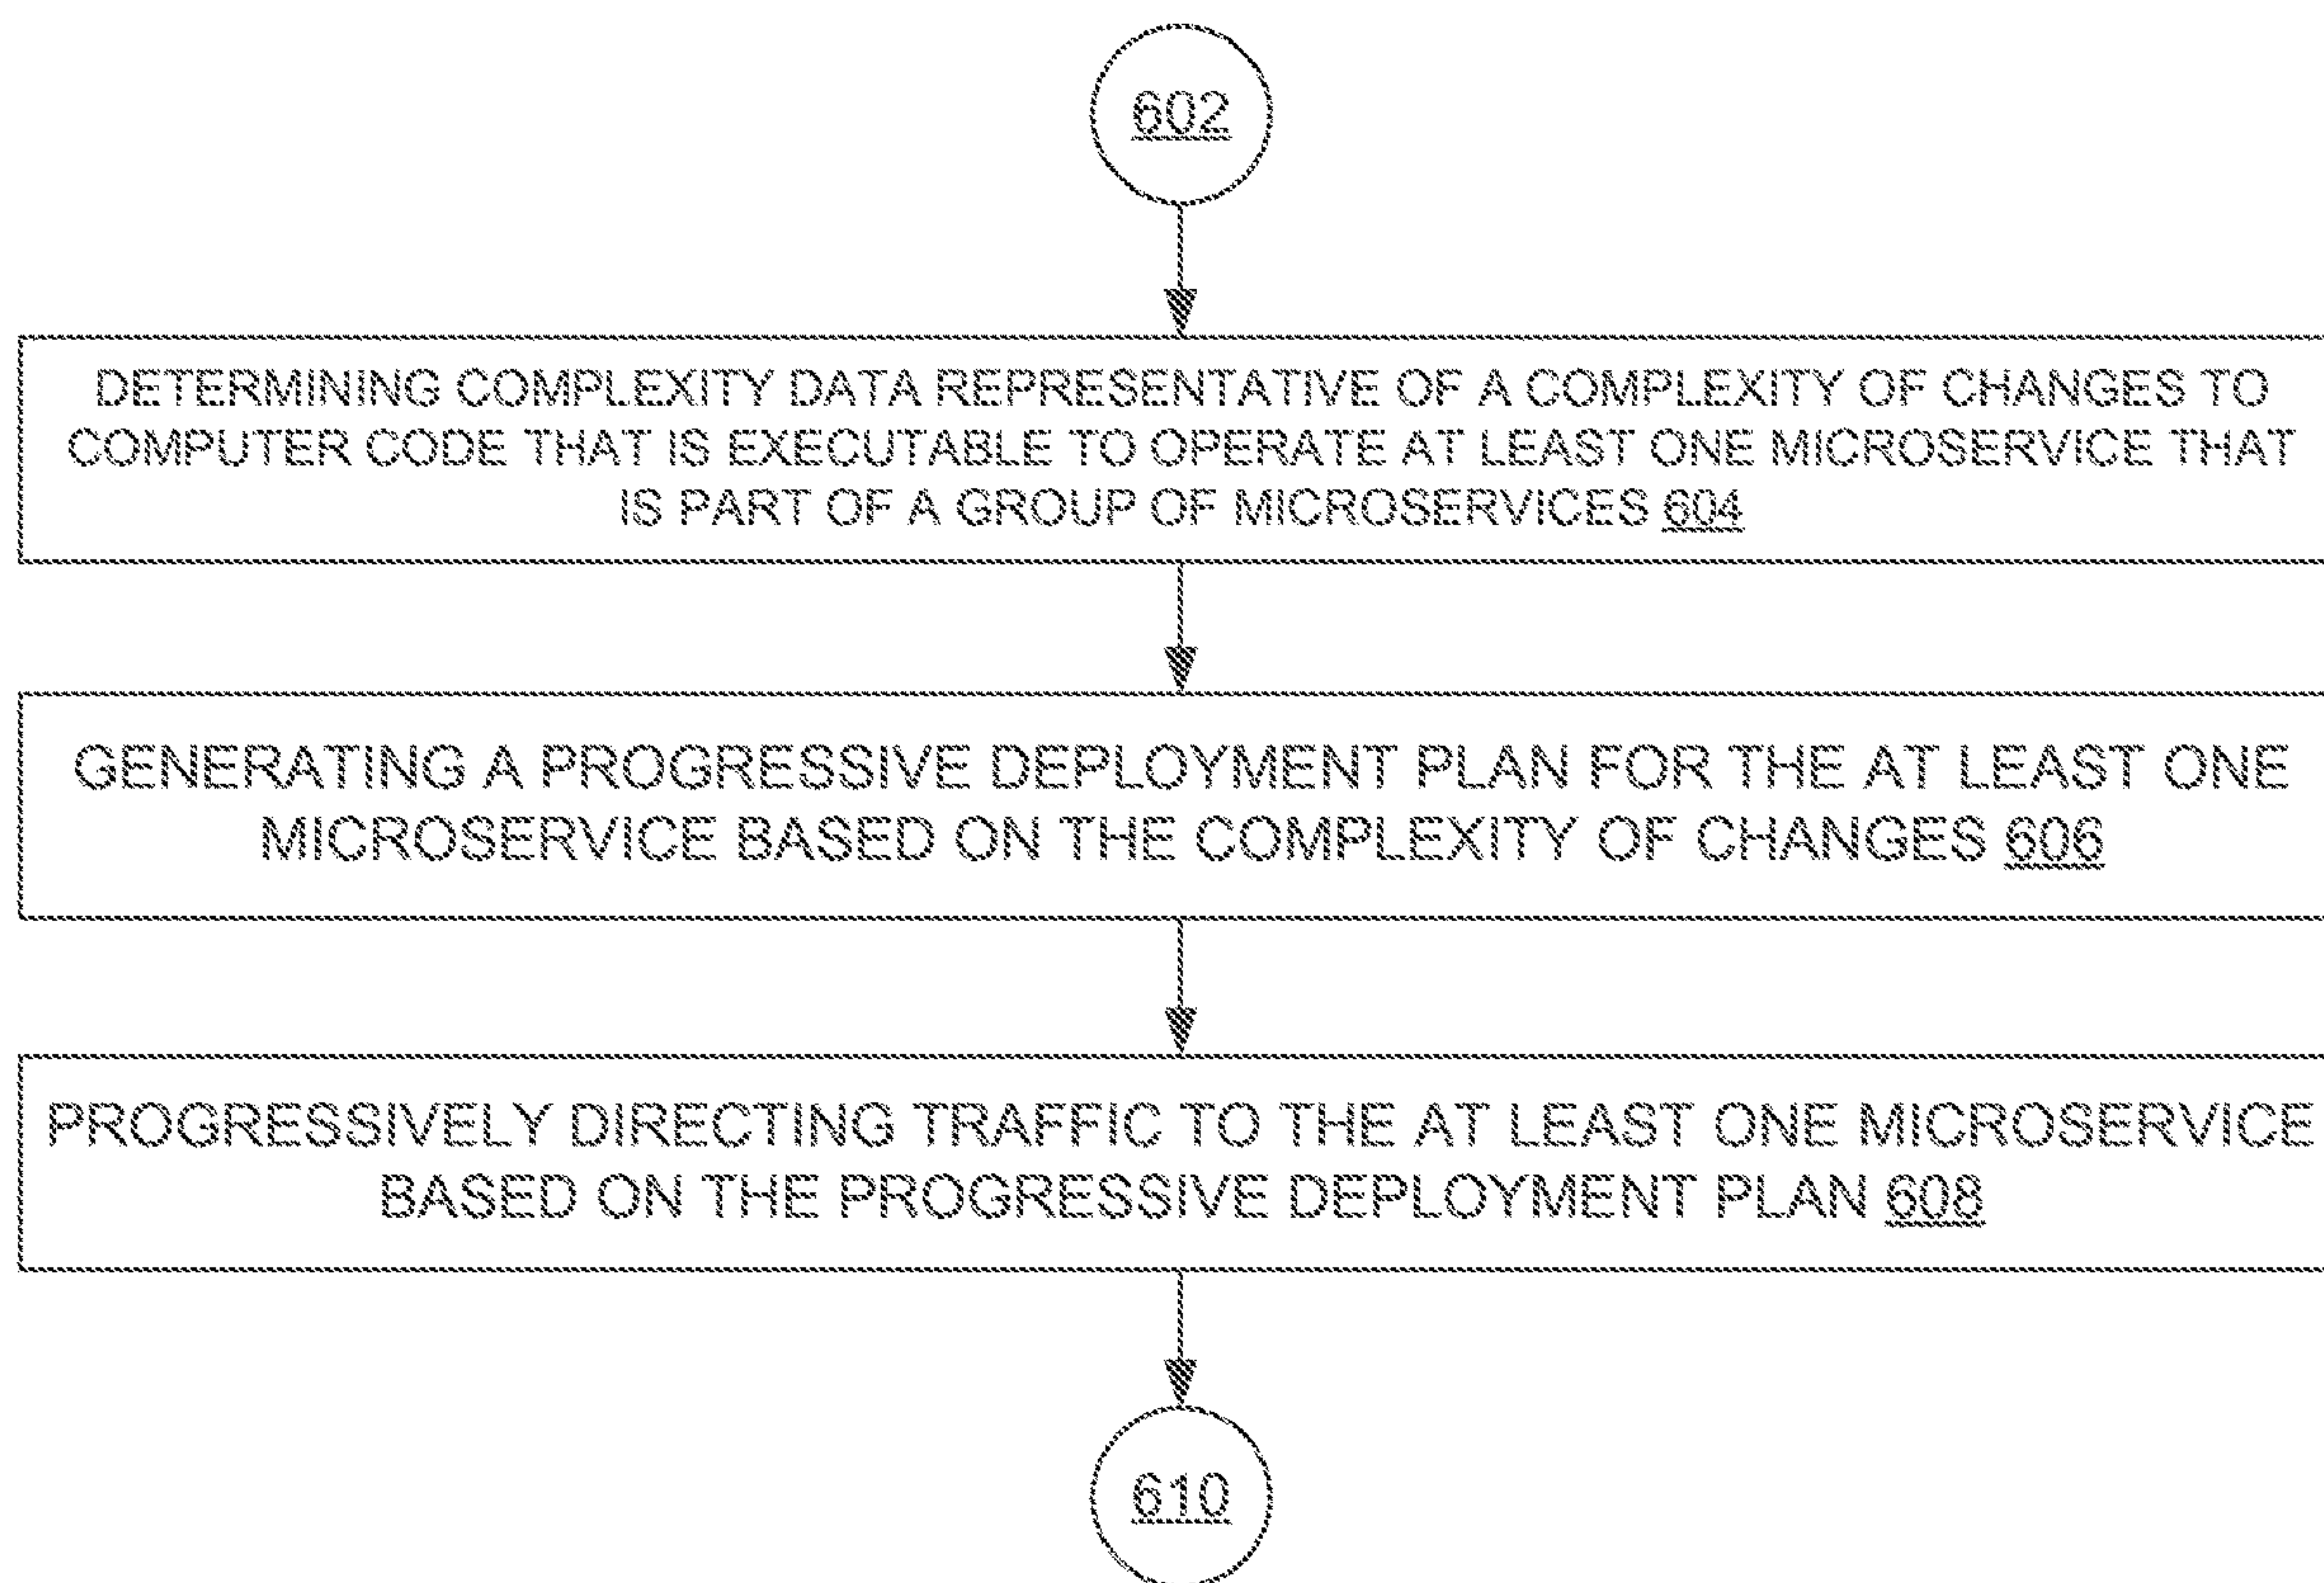 602
DETERMINING COMPLEXITY DATA REPRESENTATIVE OF A COMPLEXITY OF CHANGES TO
COMPUTER CODE THAT IS EXECUTABLE TO OPERATE AT LEAST ONE MICROSERVICE THAT
IS PART OF A GROUP OF MICROSERVICES 604
GENERATING A PROGRESSIVE DEPLOYMENT PLAN FOR THE AT LEAST ONE
MICROSERVICE BASED ON THE COMPLEXITY OF CHANGES 606
PROGRESSIVELY DIRECTING TRAFFIC TO THE AT LEAST ONE MICROSERVICE
BASED ON THE PROGRESSIVE DEPLOYMENT PLAN 608
610